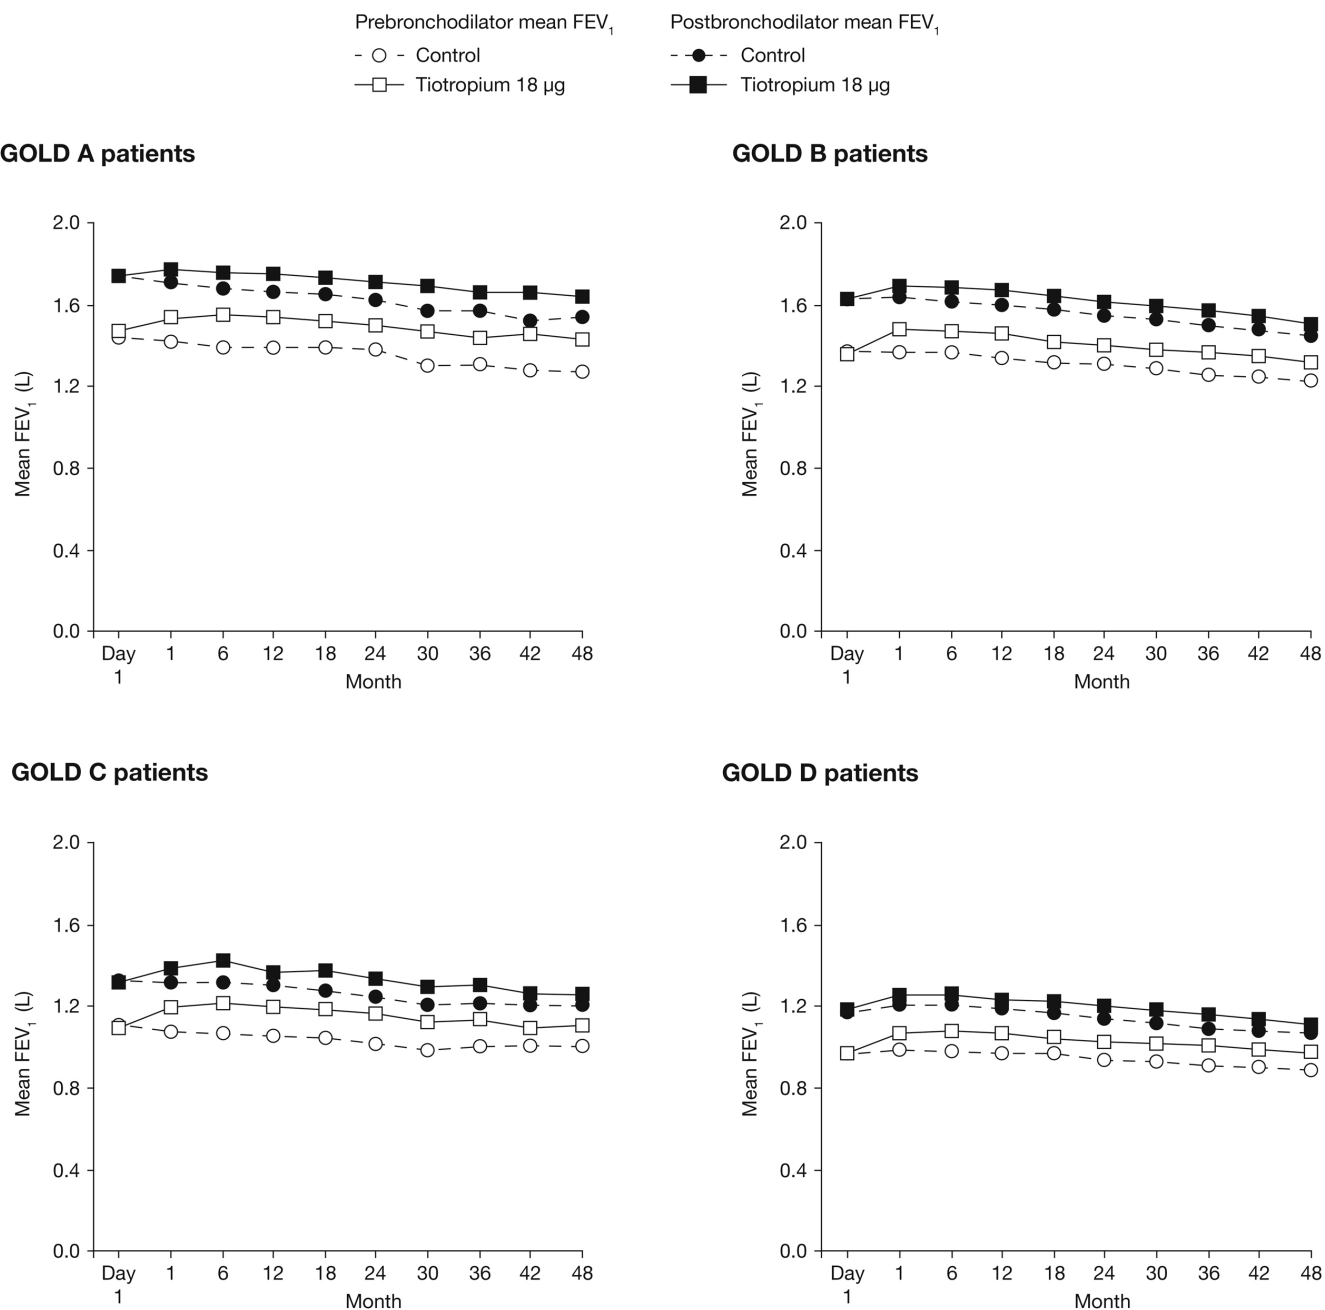 Prebronchodilator mean FEV1
Postbronchodilator mean FEV1
Control
Control
Tiotropium 18 µg
Tiotropium 18 µg
GOLD A patients
2.0
1.6
1.2
0.8
0.4
0.0
Mean FEV1 (L)
Day 1 6 12 18 24 30 36 42 48
1
Month
GOLD B patients
2.0
1.6
1.2
0.8
0.4
0.0
Mean FEV1 (L)
Day 1 6 12 18 24 30 36 42 48
1
Month
GOLD C patients
2.0
1.6
1.2
0.8
0.4
0.0
Mean FEV1 (L)
Day 1 6 12 18 24 30 36 42 48
1
Month
GOLD D patients
2.0
1.6
1.2
0.8
0.4
0.0
Mean FEV1 (L)
Day 1 6 12 18 24 30 36 42 48
1
Month